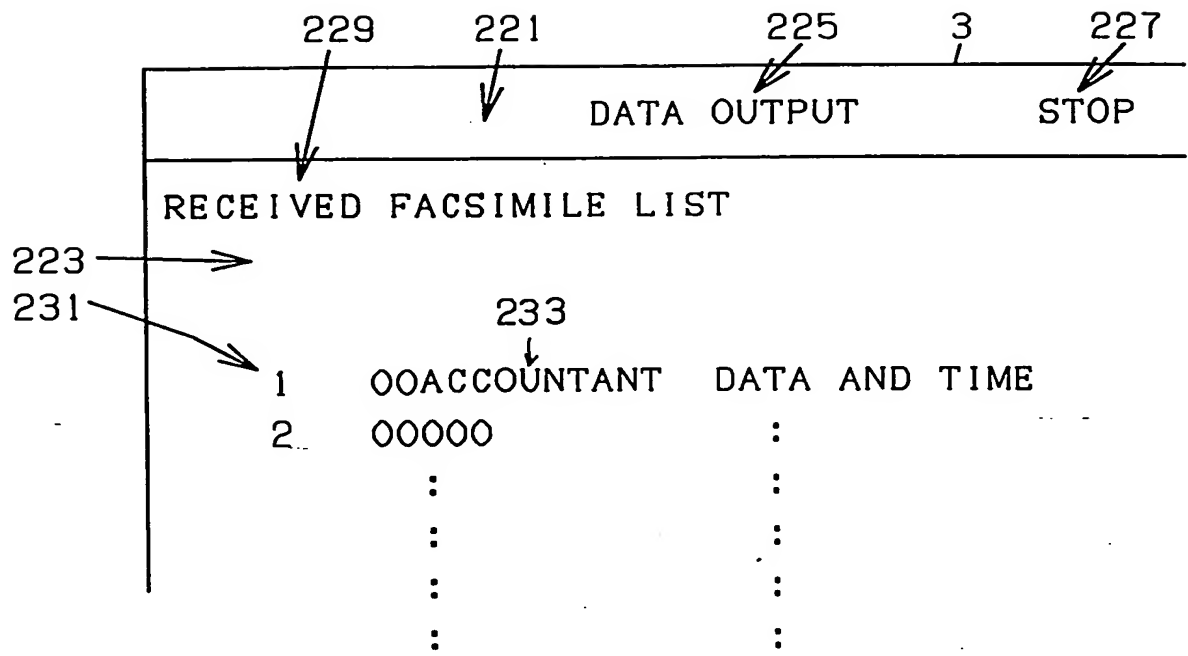 229 221 225 3 227
DATA OUTPUT STOP
RECEIVED FACSIMILE LIST
223
231
233
1 OOACCOUNTANT DATA AND TIME
2 OOOOO :
: :
: :
: :
: :